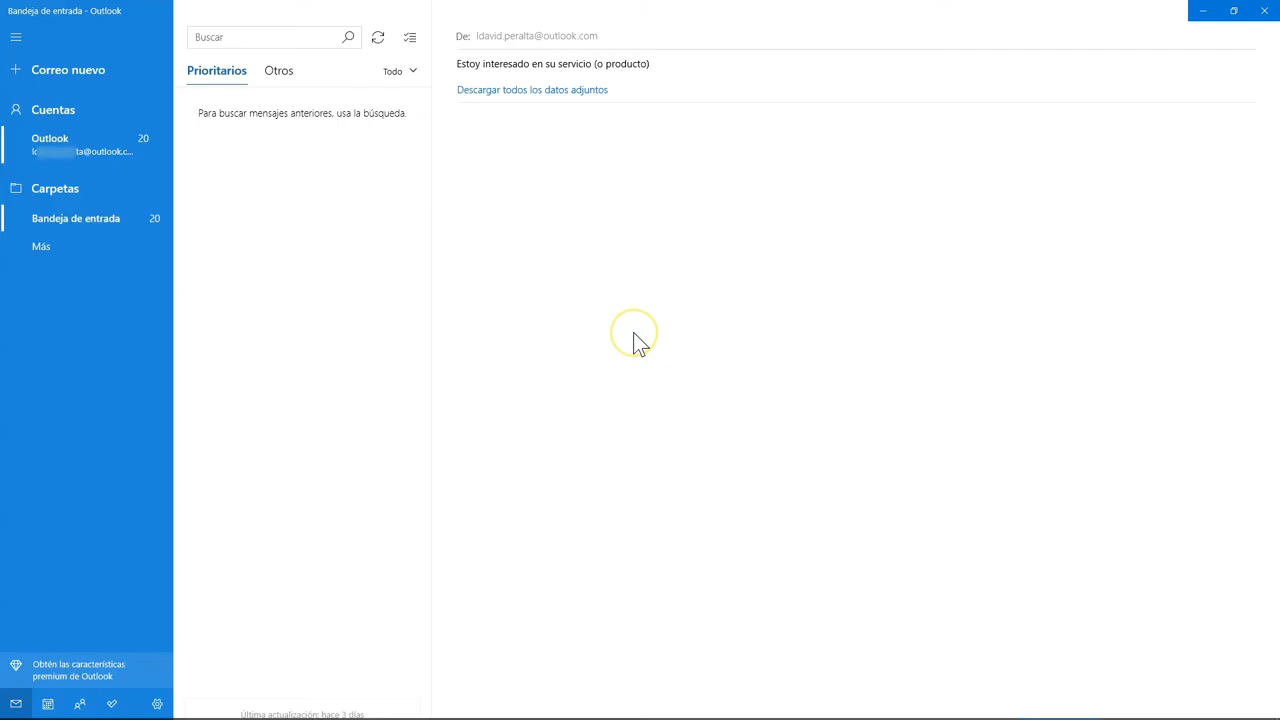 Bandeja de entrada - Outlook
Correo nuevo
Cuentas
Outlook 20
ta@outlook.c...
Carpetas
Bandeja de entrada 20
Más
Obtén las características
premium de Outlook
Buscar
Prioritarios Otros Todo
Para buscar mensajes anteriores, usa la búsqueda.
Última actualización: hace 3 días
De: ldavid.peralta@outlook.com
Estoy interesado en su servicio (o producto)
Descargar todos los datos adjuntos